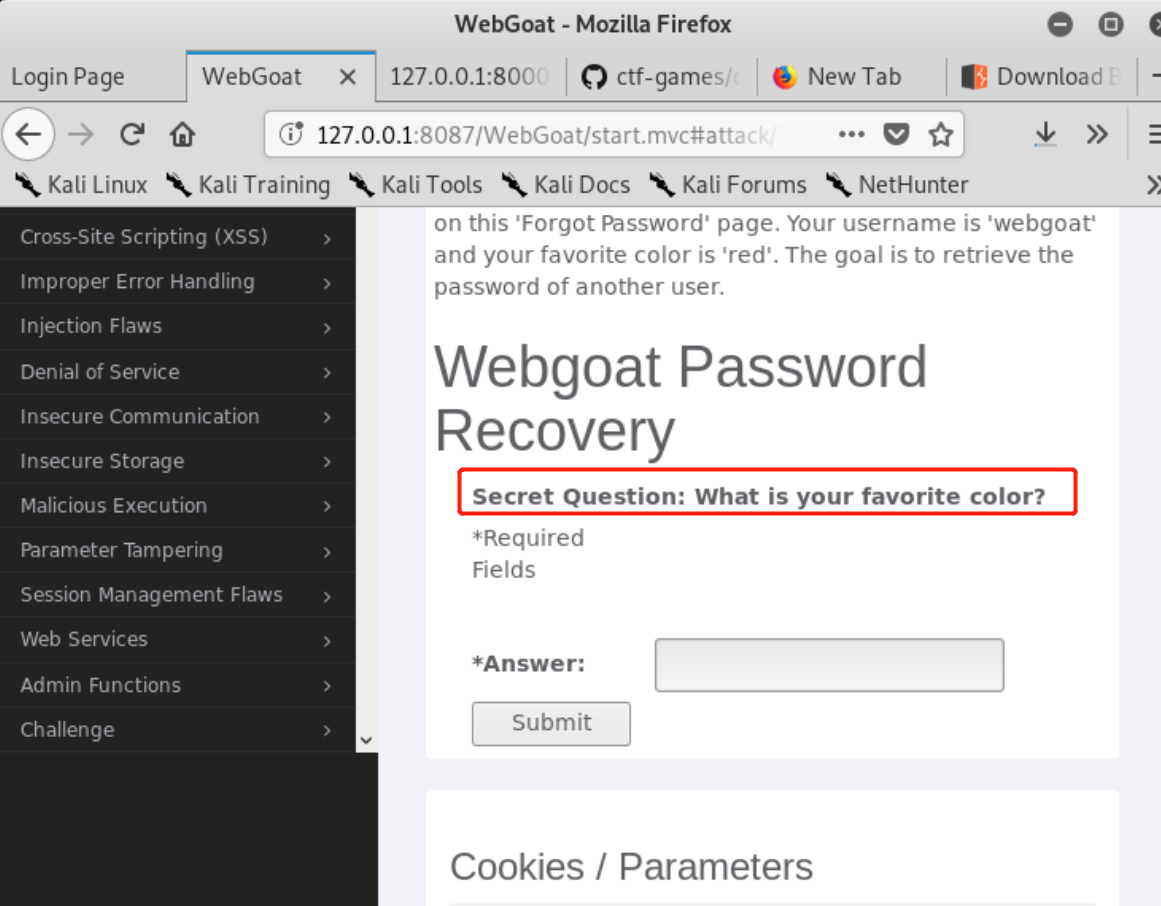 WebGoat - Mozilla Firefox
Login Page WebGoat 127.0.0.1:8000 ctf-games/ New Tab Download
127.0.0.1:8087/WebGoat/start.mvc#attack/
Kali Linux Kali Training Kali Tools Kali Docs Kali Forums NetHunter
Cross-Site Scripting (XSS)
Improper Error Handling
Injection Flaws
Denial of Service
Insecure Communication
Insecure Storage
Malicious Execution
Parameter Tampering
Session Management Flaws
Web Services
Admin Functions
Challenge
on this 'Forgot Password' page. Your username is 'webgoat'
and your favorite color is 'red'. The goal is to retrieve the
password of another user.
Webgoat Password
Recovery
Secret Question: What is your favorite color?
*Required
Fields
*Answer:
Submit
Cookies / Parameters